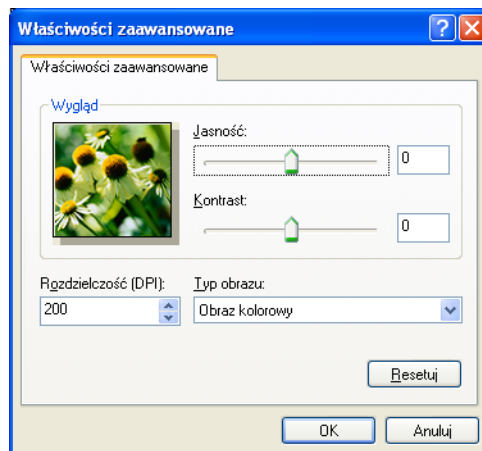 Właściwości zaawansowane
Właściwości zaawansowane
Wygląd
Jasność:
0
Kontrast:
0
Rozdzielczość (DPI): Typ obrazu:
200 Obraz kolorowy
Resetuj
OK Anuluj